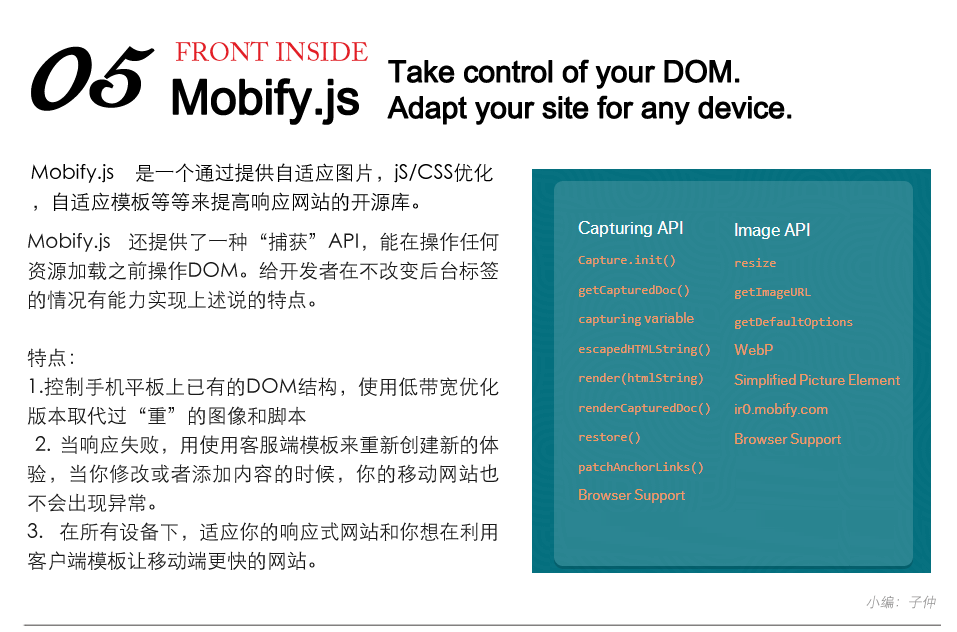 05
FRONT INSIDE
Mobify.js
Take control of your DOM.
Adapt your site for any device.
Mobify.js 是一个通过提供自适应图片，jS/CSS优化
，自适应模板等等来提高响应网站的开源库。
Mobify.js 还提供了一种“捕获”API，能在操作任何
资源加载之前操作DOM。给开发者在不改变后台标签
的情况有能力实现上述说的特点。
特点：
1.控制手机平板上已有的DOM结构，使用低带宽优化
版本取代过“重”的图像和脚本
2. 当响应失败，用使用客服端模板来重新创建新的体
验，当你修改或者添加内容的时候，你的移动网站也
不会出现异常。
3. 在所有设备下，适应你的响应式网站和你想在利用
客户端模板让移动端更快的网站。
Capturing API
Capture.init()
getCapturedDoc()
capturing variable
escapedHTMLString()
render(htmlString)
renderCapturedDoc()
restore()
patchAnchorLinks()
Browser Support
Image API
resize
getImageURL
getDefaultOptions
WebP
Simplified Picture Element
ir0.mobify.com
Browser Support
小编：子仲